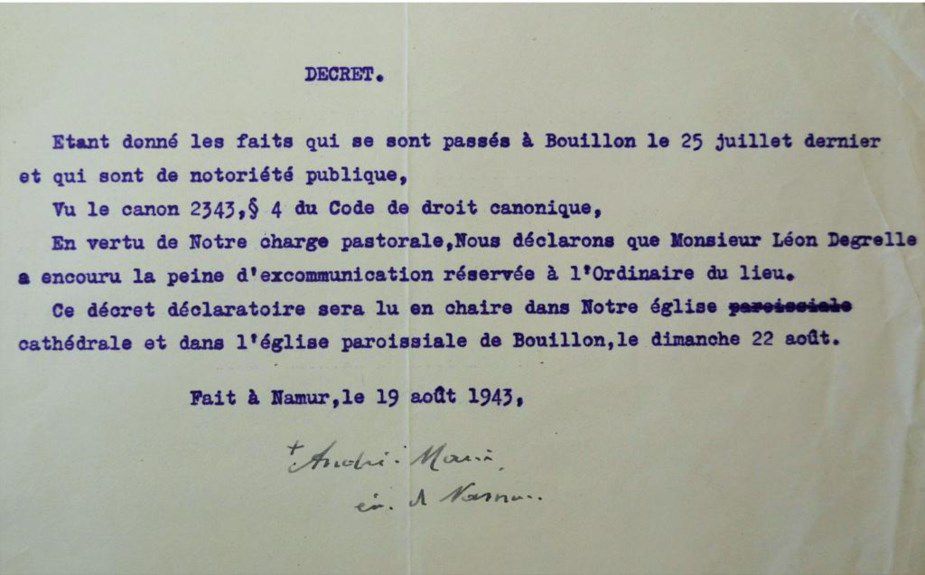 DECRET.
Etant donné les faits qui se sont passés à Bouillon le 25 juillet dernier
et qui sont de notoriété publique,
Vu le canon 2343,§ 4 du Code de droit canonique,
En vertu de Notre charge pastorale,Nous déclarons que Monsieur Léon Degrelle
a encouru la peine d'excommunication réservée à l'Ordinaire du lieu.
Ce décret déclaratoire sera lu en chaire dans Notre église paroissiale
cathédrale et dans l'église paroissiale de Bouillon,le dimanche 22 août.
Fait à Namur,le 19 août 1943,
+ André-Marie,
év. de Namur.